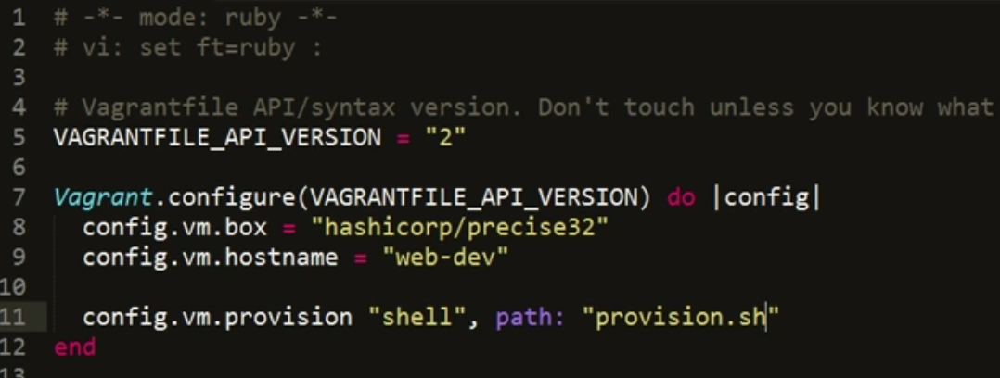 1 # -*- mode: ruby -*-
2 # vi: set ft=ruby :
3
4 # Vagrantfile API/syntax version. Don't touch unless you know what
5 VAGRANTFILE_API_VERSION = "2"
6
7 Vagrant.configure(VAGRANTFILE_API_VERSION) do |config|
8 config.vm.box = "hashicorp/precise32"
9 config.vm.hostname = "web-dev"
10
11 config.vm.provision "shell", path: "provision.sh"
12 end
13